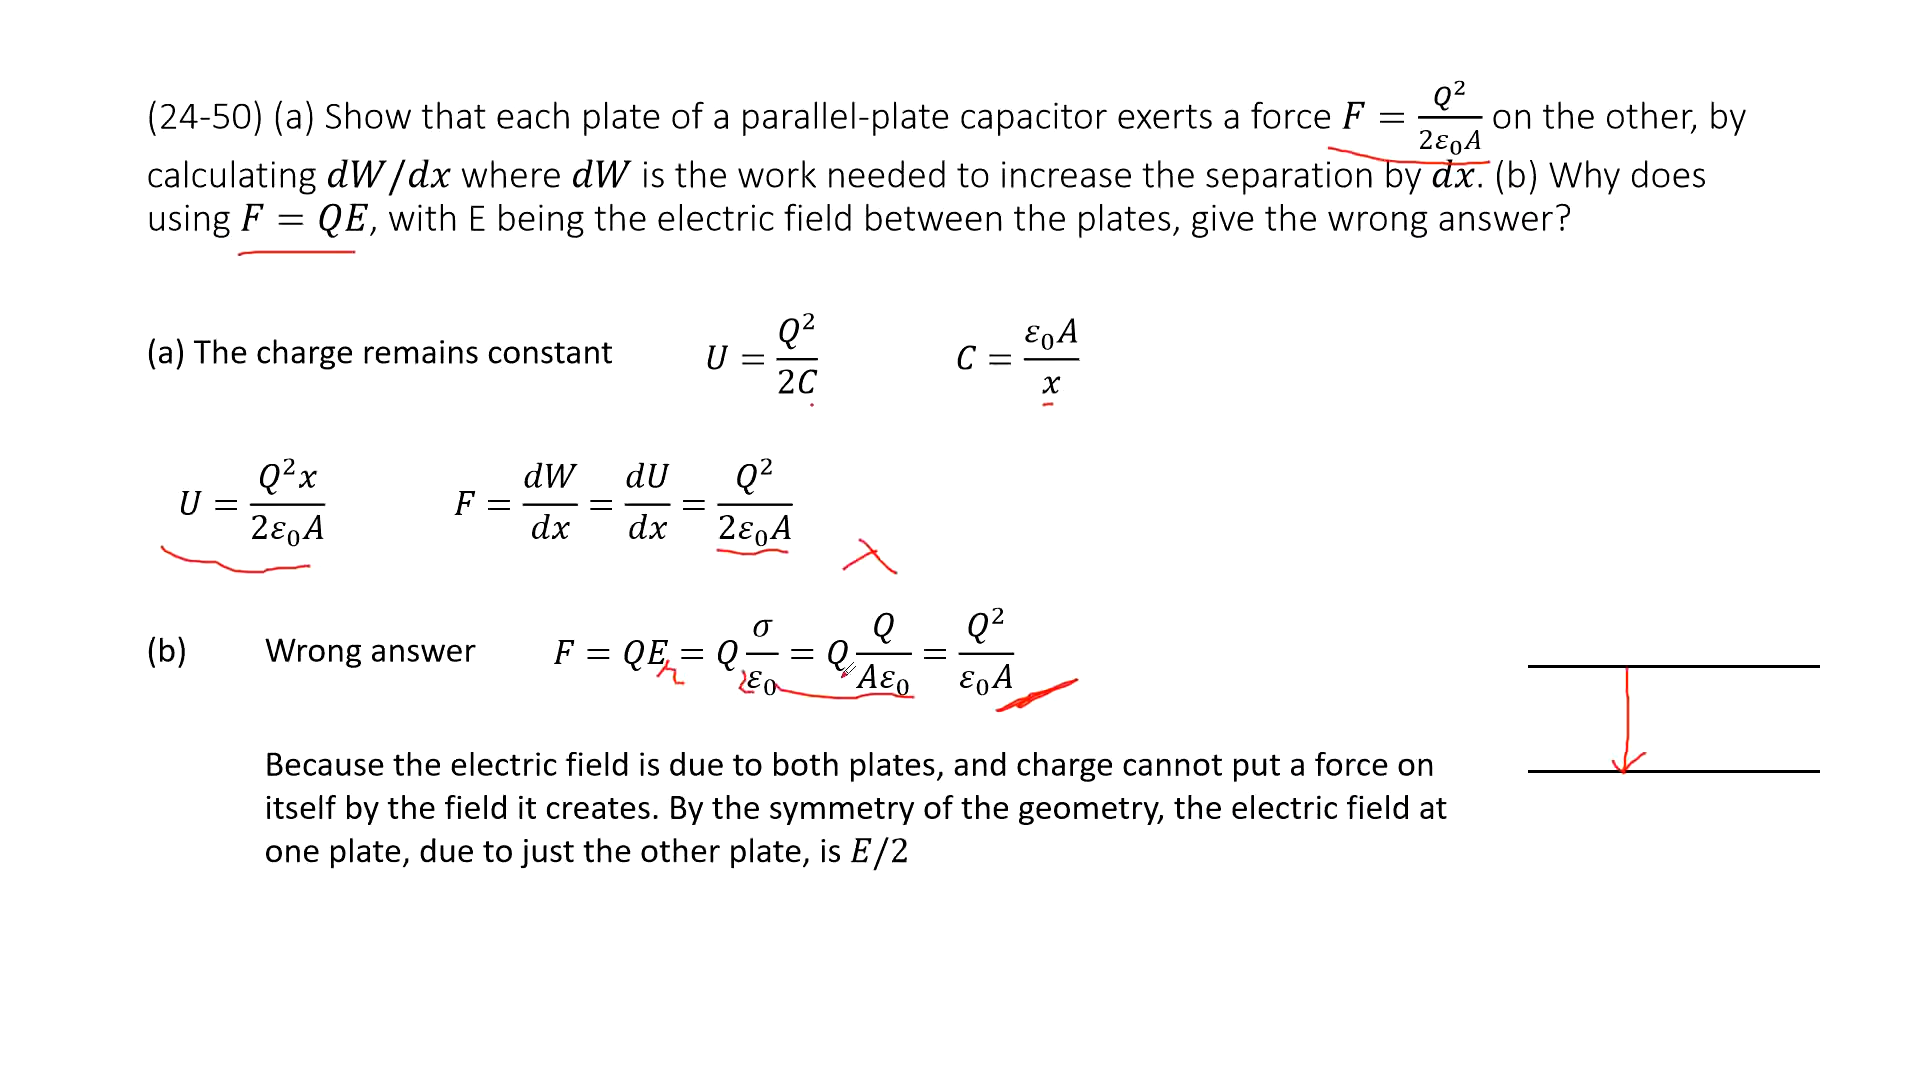 (24-50) (a) Show that each plate of a parallel-plate capacitor exerts a force F = Q²/2ε₀A on the other, by
calculating dW/dx where dW is the work needed to increase the separation by dx. (b) Why does
using F = QE, with E being the electric field between the plates, give the wrong answer?
(a) The charge remains constant U = Q²/2C C = ε₀A/x
U = Q²x/2ε₀A F = dW/dx = dU/dx = Q²/2ε₀A
(b) Wrong answer F = QE = Q σ/ε₀ = Q Q/Aε₀ = Q²/ε₀A
Because the electric field is due to both plates, and charge cannot put a force on
itself by the field it creates. By the symmetry of the geometry, the electric field at
one plate, due to just the other plate, is E/2